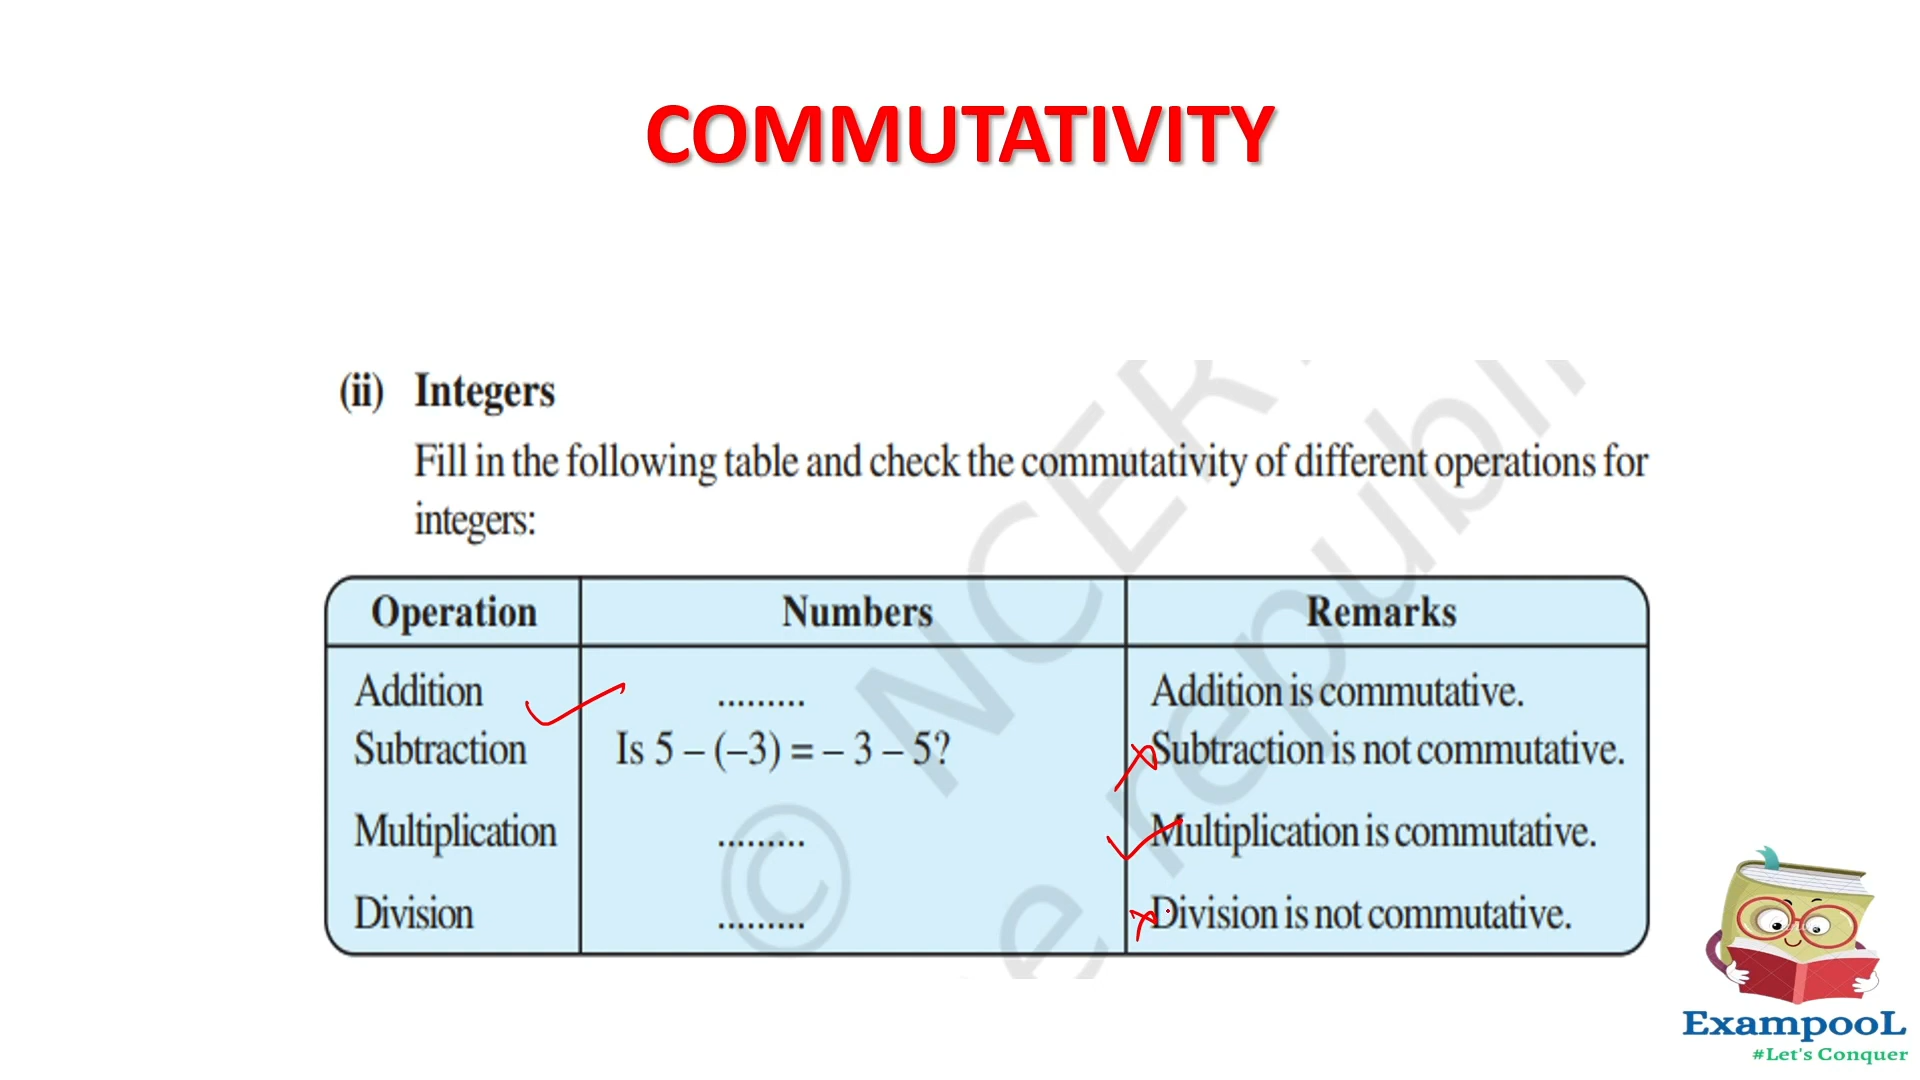 COMMUTATIVITY
(ii) Integers
Fill in the following table and check the commutativity of different operations for
integers:
Operation Numbers Remarks
Addition ......... Addition is commutative.
Subtraction Is 5 – (–3) = – 3 – 5? Subtraction is not commutative.
Multiplication ......... Multiplication is commutative.
Division ......... Division is not commutative.
ExampooL
#Let's Conquer